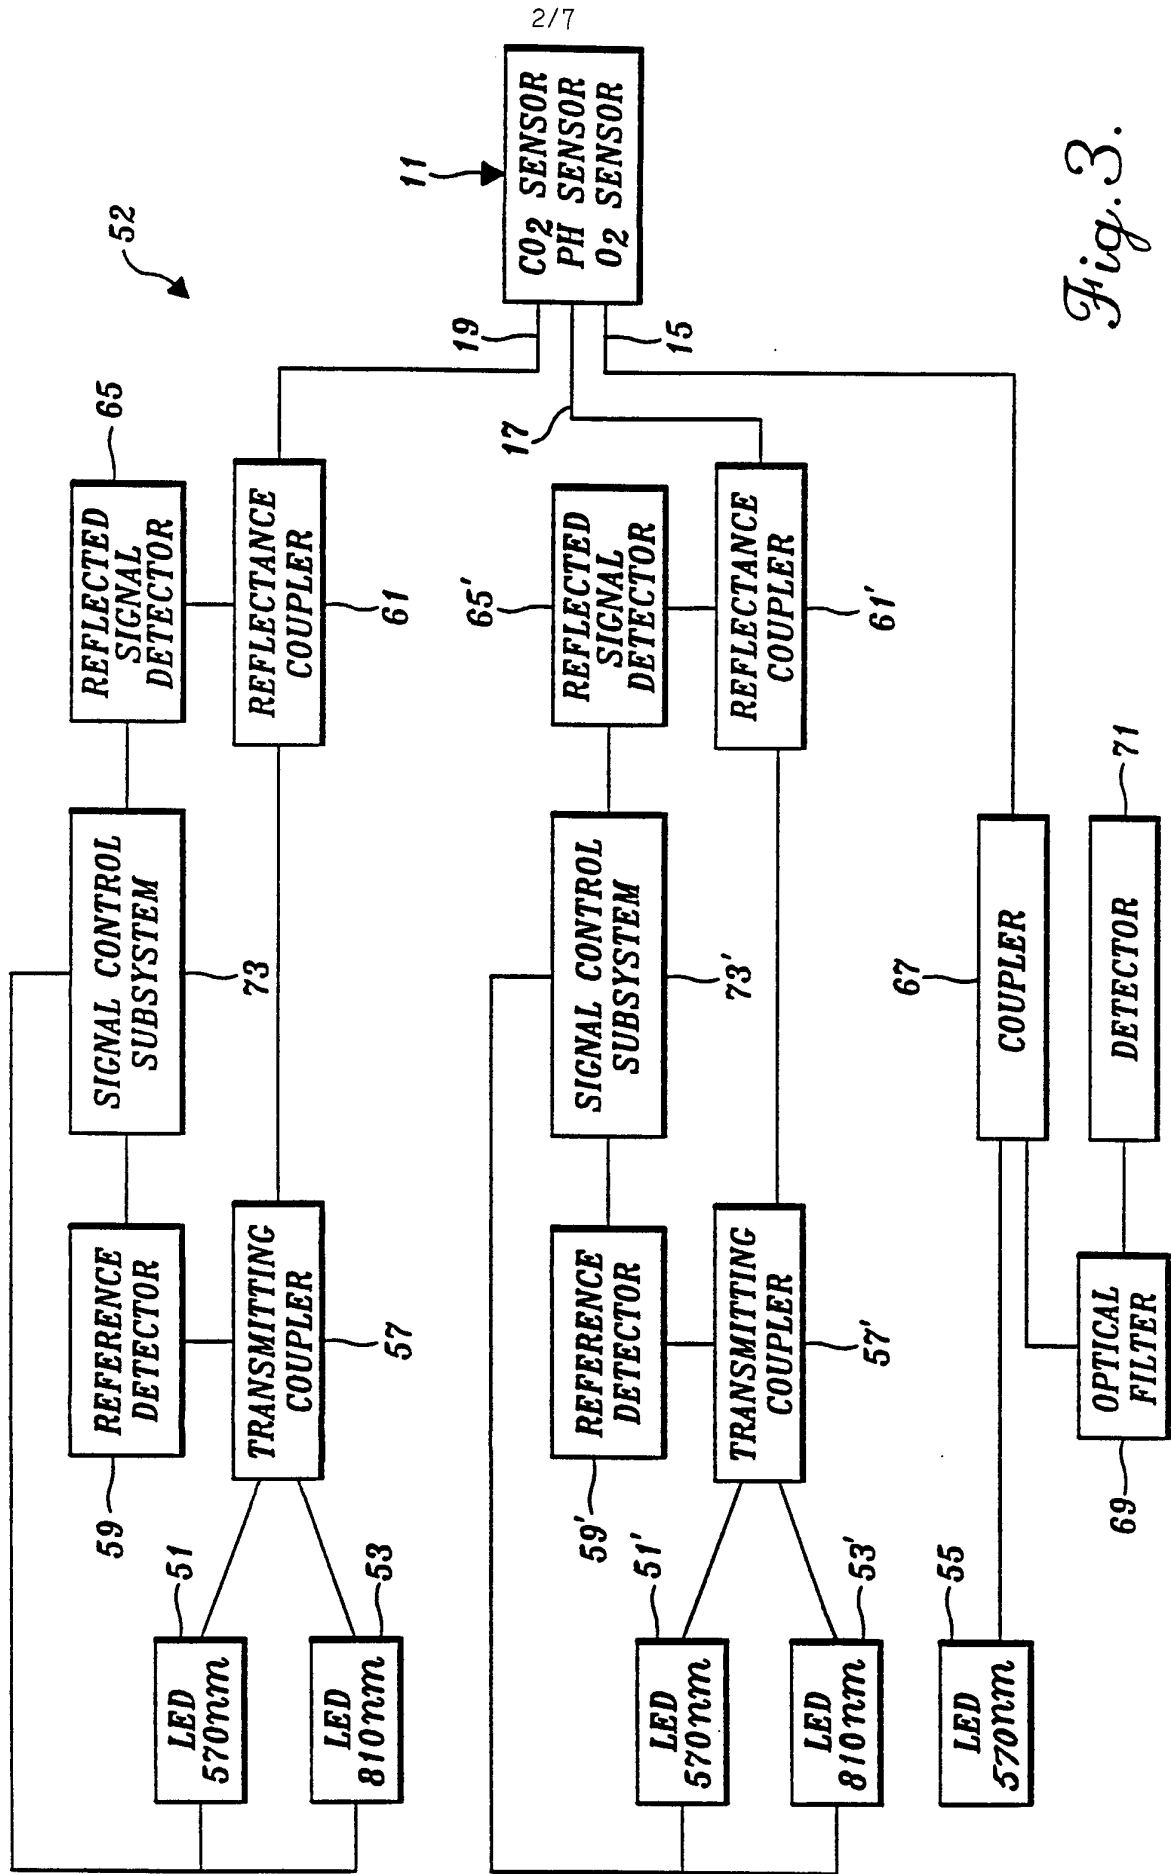 2/7
52
11
CO2 SENSOR
PH SENSOR
O2 SENSOR
19
17
15
65
REFLECTED
SIGNAL
DETECTOR
REFLECTANCE
COUPLER
61
SIGNAL CONTROL
SUBSYSTEM
73
REFERENCE
DETECTOR
59
TRANSMITTING
COUPLER
57
51
LED
570nm
53
LED
810nm
65'
REFLECTED
SIGNAL
DETECTOR
REFLECTANCE
COUPLER
61'
SIGNAL CONTROL
SUBSYSTEM
73'
REFERENCE
DETECTOR
59'
TRANSMITTING
COUPLER
57'
51'
LED
570nm
53'
LED
810nm
55
LED
570nm
67
COUPLER
71
DETECTOR
OPTICAL
FILTER
69
Fig. 3.